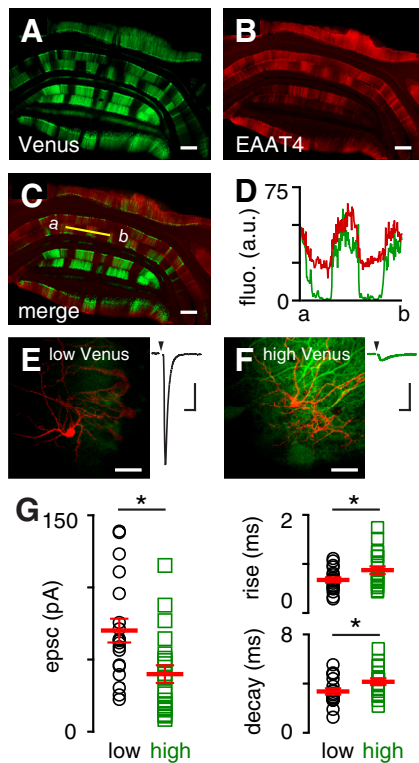 A
Venus
B
EAAT4
C
a
b
merge
D
75
fluo. (a.u.)
0
a
b
E
low Venus
F
high Venus
G
150
*
epsc (pA)
0
low high
2
*
rise (ms)
0
8
*
decay (ms)
0
low high